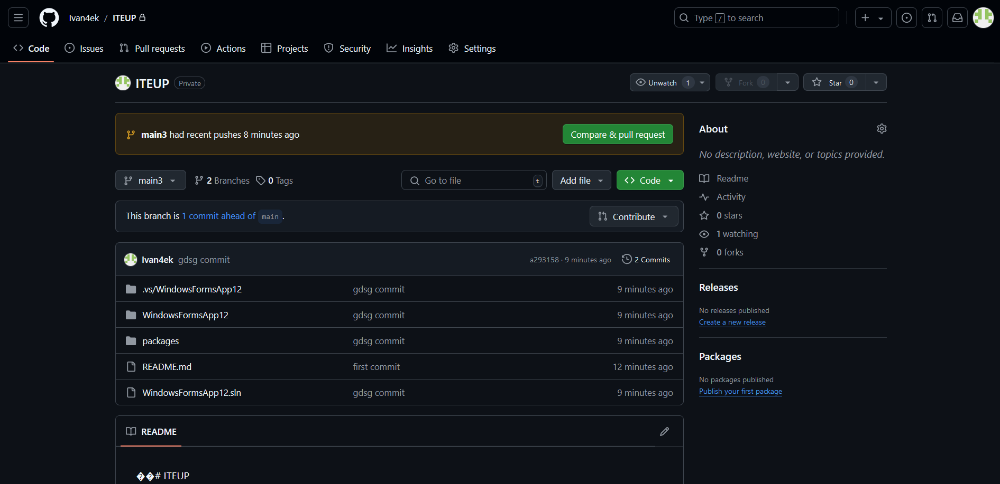 Ivan4ek / ITEUP
Type / to search
Code
Issues
Pull requests
Actions
Projects
Security
Insights
Settings
ITEUP Private
Unwatch 1
Fork 0
Star 0
main3 had recent pushes 8 minutes ago
Compare & pull request
main3
2 Branches
0 Tags
Go to file t
Add file
Code
This branch is 1 commit ahead of main .
Contribute
Ivan4ek gdsg commit
a293158 · 9 minutes ago
2 Commits
.vs/WindowsFormsApp12 gdsg commit 9 minutes ago
WindowsFormsApp12 gdsg commit 9 minutes ago
packages gdsg commit 9 minutes ago
README.md first commit 12 minutes ago
WindowsFormsApp12.sln gdsg commit 9 minutes ago
README
��# ITEUP
About
No description, website, or topics provided.
Readme
Activity
0 stars
1 watching
0 forks
Releases
No releases published
Create a new release
Packages
No packages published
Publish your first package